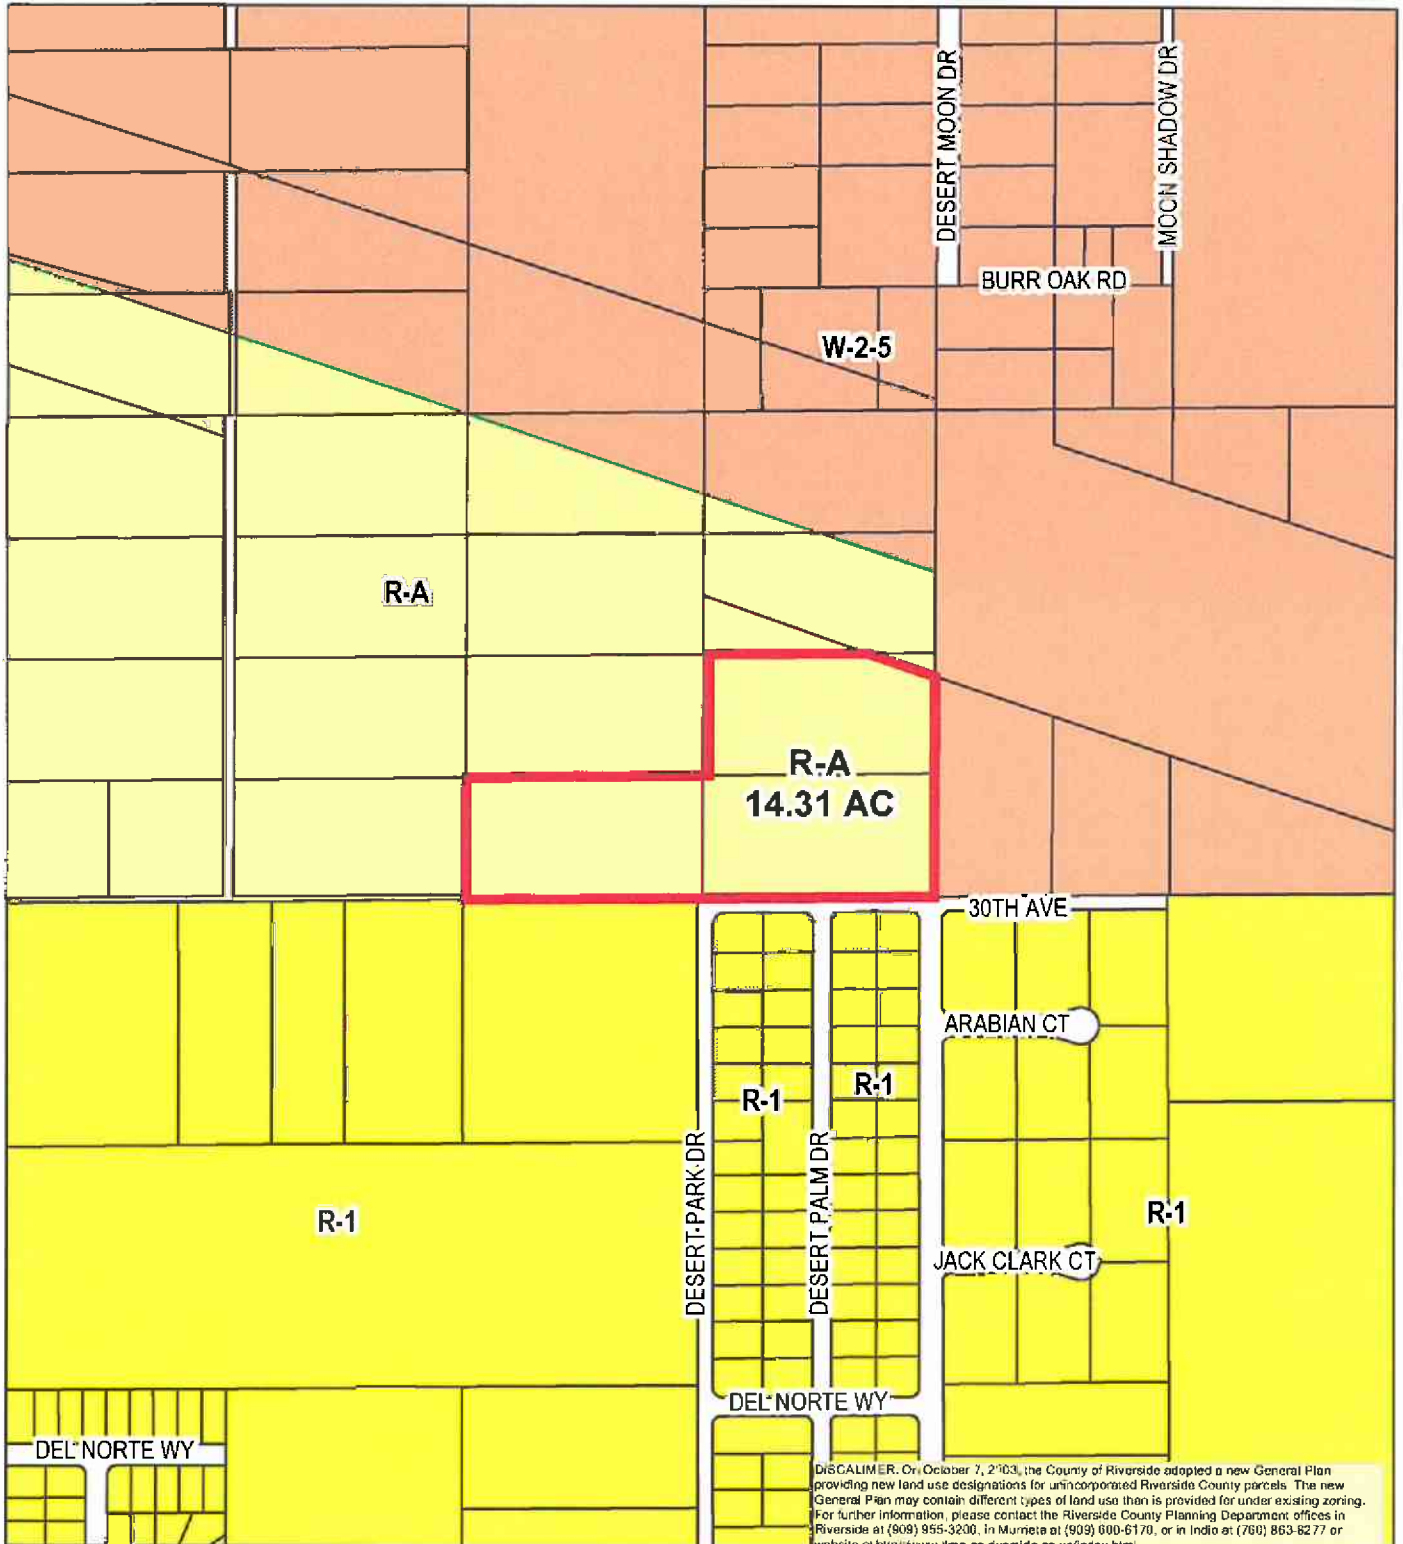 DESERT MOON DR
MOON SHADOW DR
BURR OAK RD
W-2-5
R-A
R-A
14.31 AC
30TH AVE
ARABIAN CT
R-1
R-1
DESERT PARK DR
DESERT PALM DR
R-1
R-1
JACK CLARK CT
DEL NORTE WY
DEL NORTE WY
DISCALIMER: On October 7, 2003, the County of Riverside adopted a new General Plan
providing new land use designations for unincorporated Riverside County parcels. The new
General Plan may contain different types of land use than is provided for under existing zoning.
For further information, please contact the Riverside County Planning Department offices in
Riverside at (909) 955-3200, in Murrieta at (909) 600-6170, or in Indio at (760) 863-8277 or